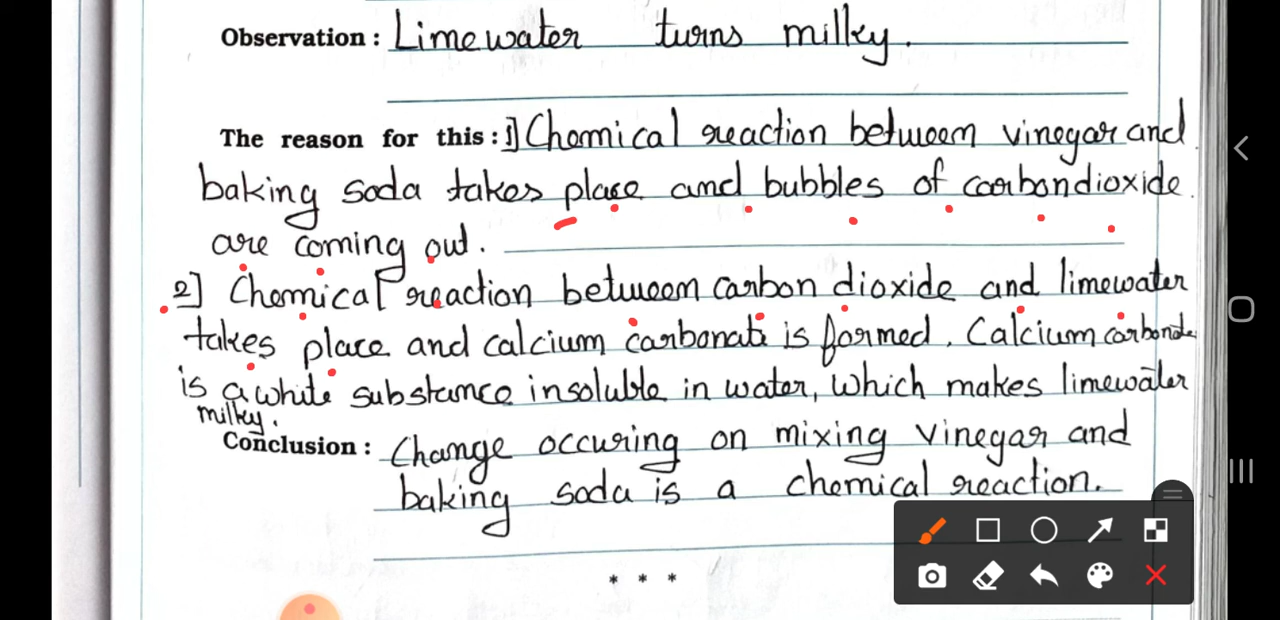 Observation : Limewater turns milky.
The reason for this : 1] Chemical reaction between vinegar and
baking soda takes place and bubbles of carbondioxide
are coming out.
2] Chemical reaction between carbon dioxide and limewater
takes place and calcium carbonate is formed. Calcium carbonate
is a white substance insoluble in water, which makes limewater
milky.
Conclusion : Change occuring on mixing vinegar and
baking soda is a chemical reaction.
* * *